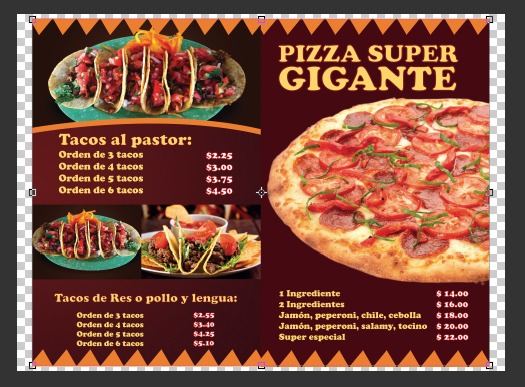 Tacos al pastor:
Orden de 3 tacos $2.25
Orden de 4 tacos $3.00
Orden de 5 tacos $3.75
Orden de 6 tacos $4.50
Tacos de Res o pollo y lengua:
Orden de 3 tacos $2.55
Orden de 4 tacos $3.40
Orden de 5 tacos $4.25
Orden de 6 tacos $5.10
PIZZA SUPER
GIGANTE
1 Ingrediente $ 14.00
2 Ingredientes $ 16.00
Jamón, peperoni, chile, cebolla $ 18.00
Jamón, peperoni, salamy, tocino $ 20.00
Super especial $ 22.00